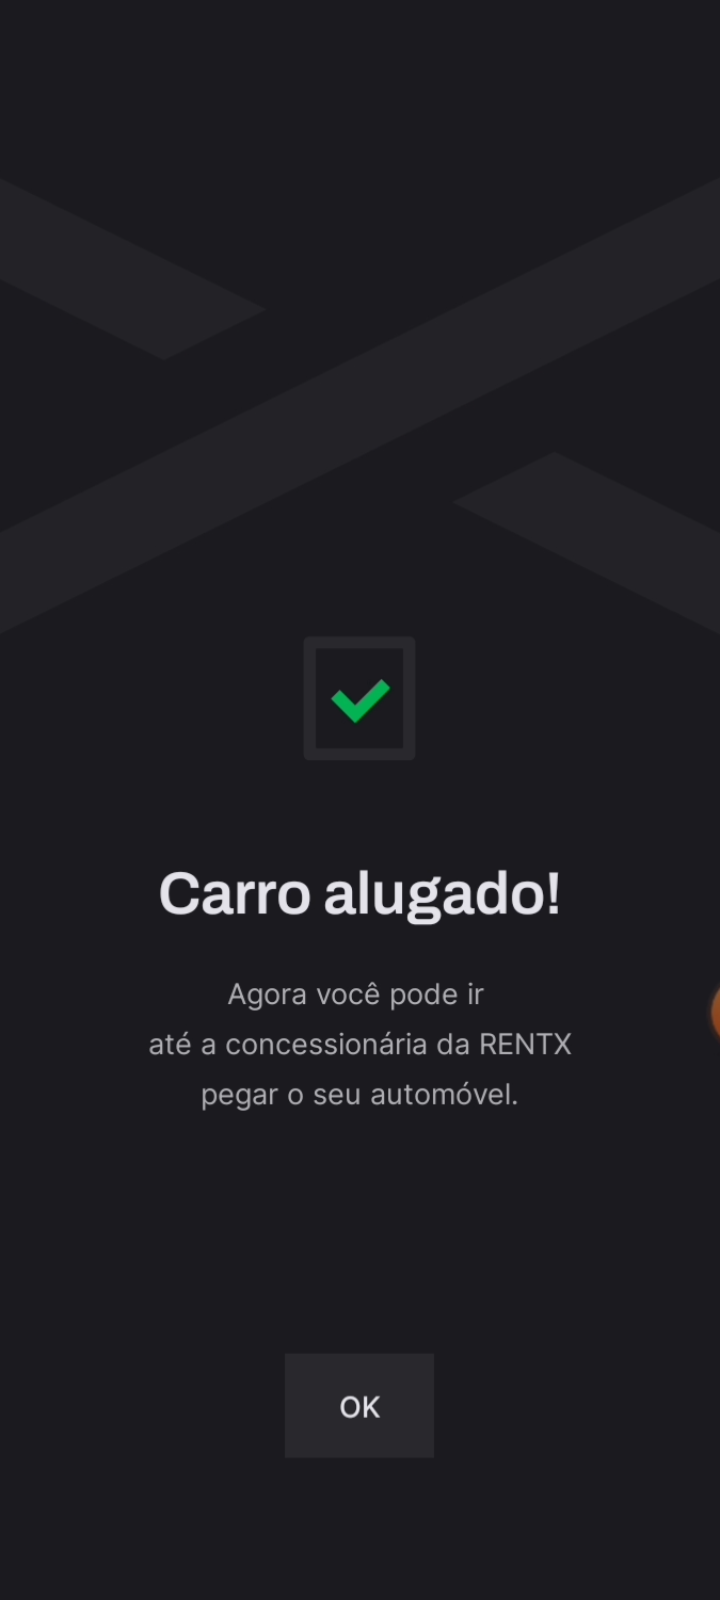 Carro alugado!
Agora você pode ir
até a concessionária da RENTX
pegar o seu automóvel.
OK